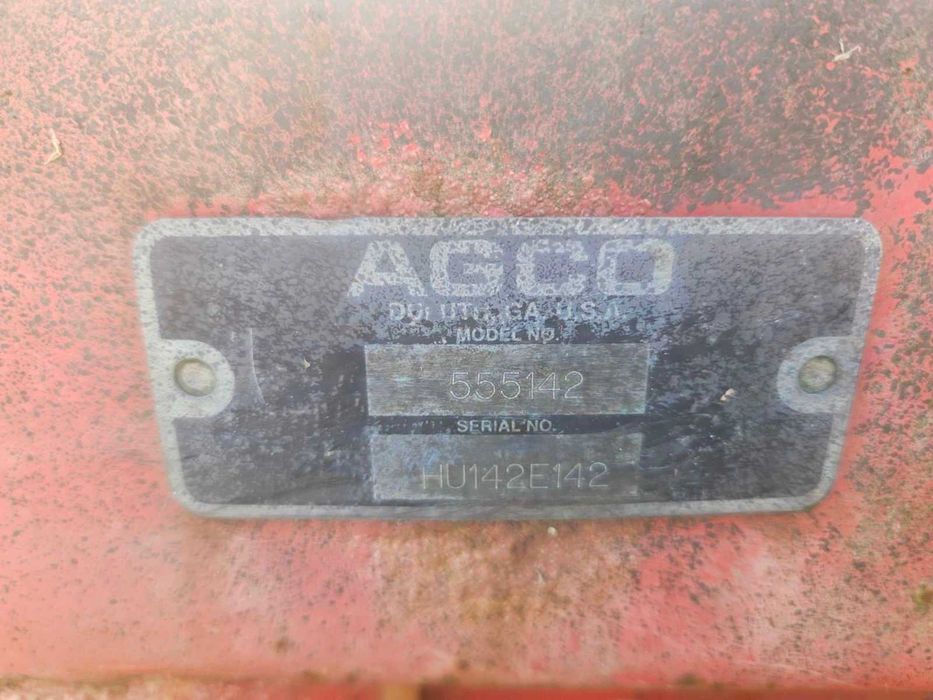 AGCO
DULUTH, GA. U.S.A.
MODEL NO.
555142
SERIAL NO.
HU142E142